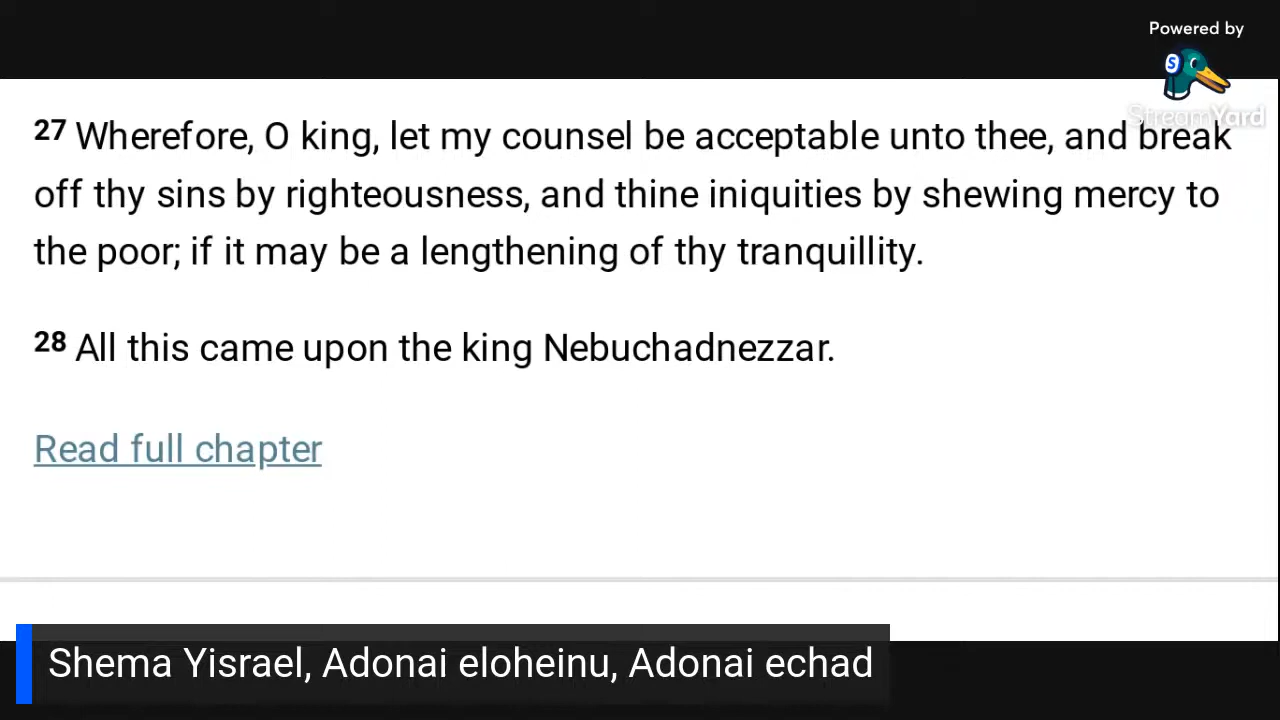 Powered by
StreamYard
27 Wherefore, O king, let my counsel be acceptable unto thee, and break
off thy sins by righteousness, and thine iniquities by shewing mercy to
the poor; if it may be a lengthening of thy tranquillity.
28 All this came upon the king Nebuchadnezzar.
Read full chapter
Shema Yisrael, Adonai eloheinu, Adonai echad